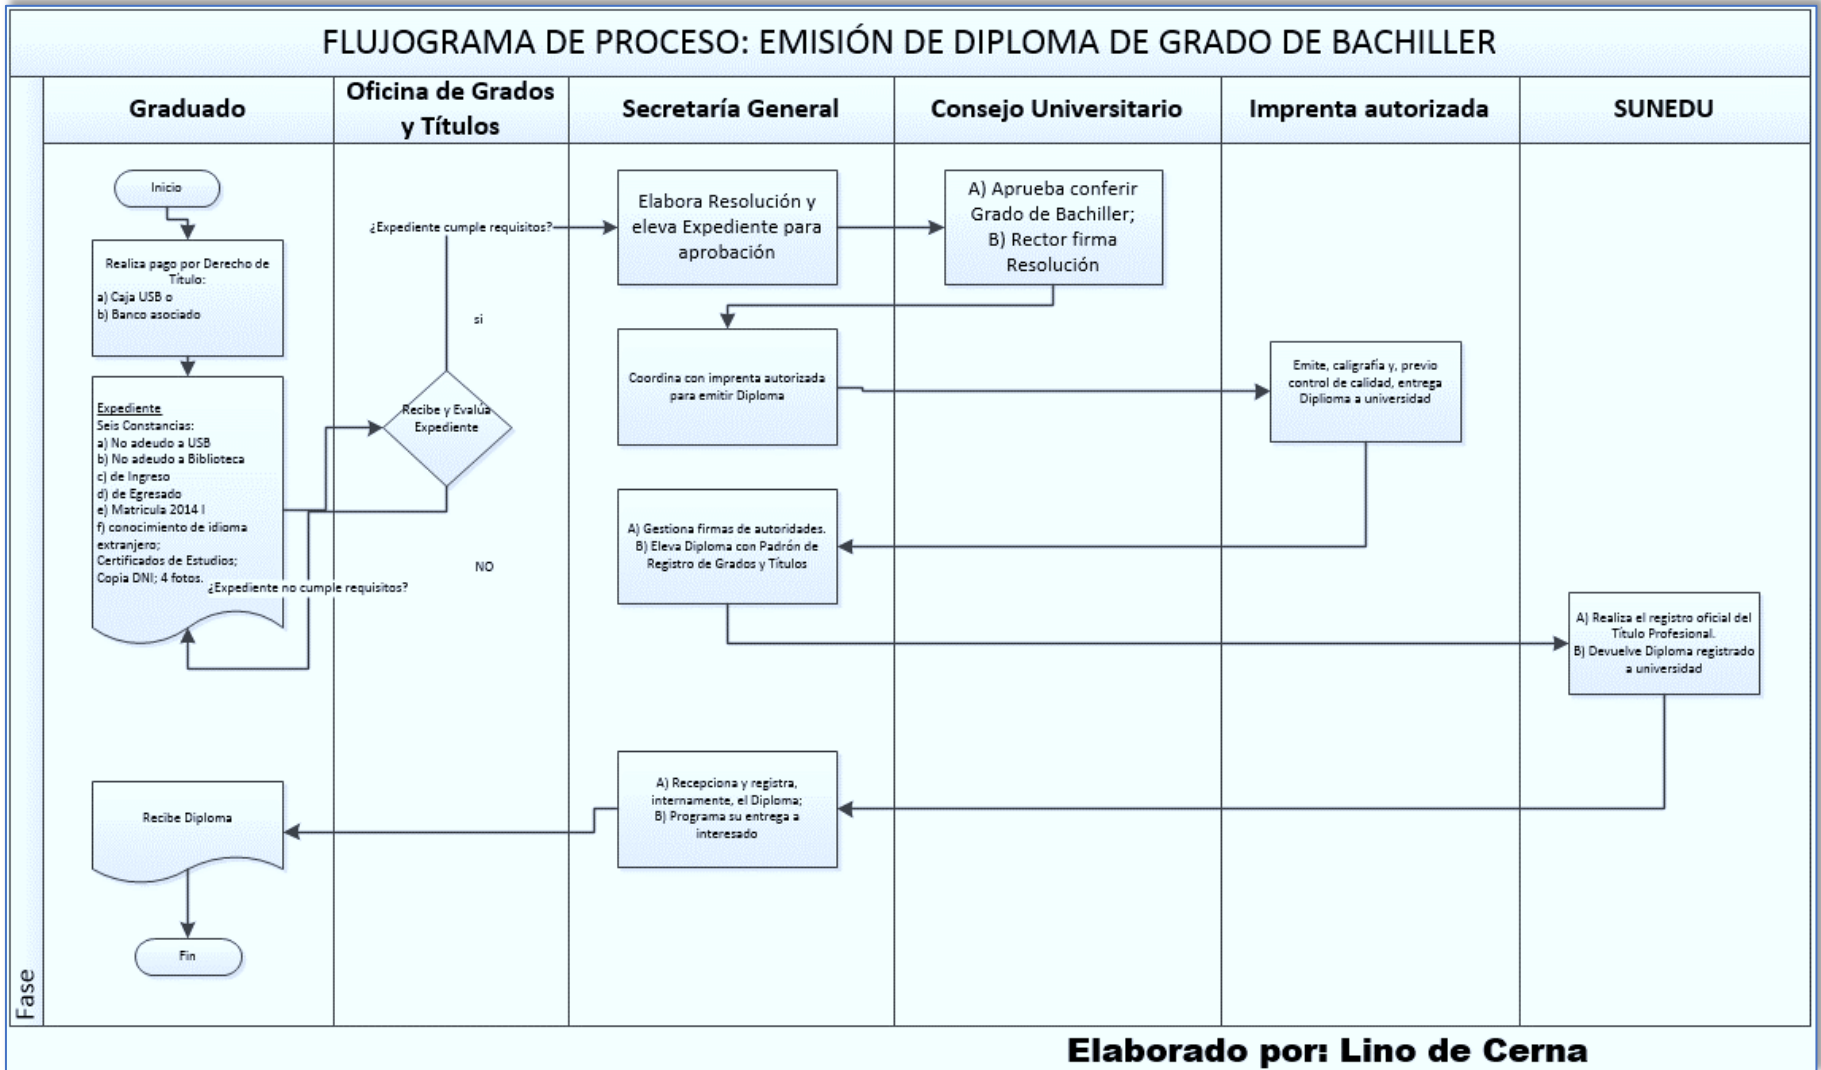 FLUJOGRAMA DE PROCESO: EMISIÓN DE DIPLOMA DE GRADO DE BACHILLER
Graduado
Oficina de Grados
y Títulos
Secretaría General
Consejo Universitario
Imprenta autorizada
SUNEDU
Fase
Inicio
Realiza pago por Derecho de
Título:
a) Caja USB o
b) Banco asociado
Expediente
Seis Constancias:
a) No adeudo a USB
b) No adeudo a Biblioteca
c) de Ingreso
d) de Egresado
e) Matricula 2014 I
f) conocimiento de idioma
extranjero;
Certificados de Estudios;
Copia DNI; 4 fotos.
¿Expediente no cumple requisitos?
Recibe y Evalúa
Expediente
NO
si
¿Expediente cumple requisitos?
Elabora Resolución y
eleva Expediente para
aprobación
A) Aprueba conferir
Grado de Bachiller;
B) Rector firma
Resolución
Coordina con imprenta autorizada
para emitir Diploma
Emite, caligrafía y, previo
control de calidad, entrega
Diplioma a universidad
A) Gestiona firmas de autoridades.
B) Eleva Diploma con Padrón de
Registro de Grados y Títulos
A) Realiza el registro oficial del
Título Profesional.
B) Devuelve Diploma registrado
a universidad
A) Recepciona y registra,
internamente, el Diploma;
B) Programa su entrega a
interesado
Recibe Diploma
Fin
Elaborado por: Lino de Cerna